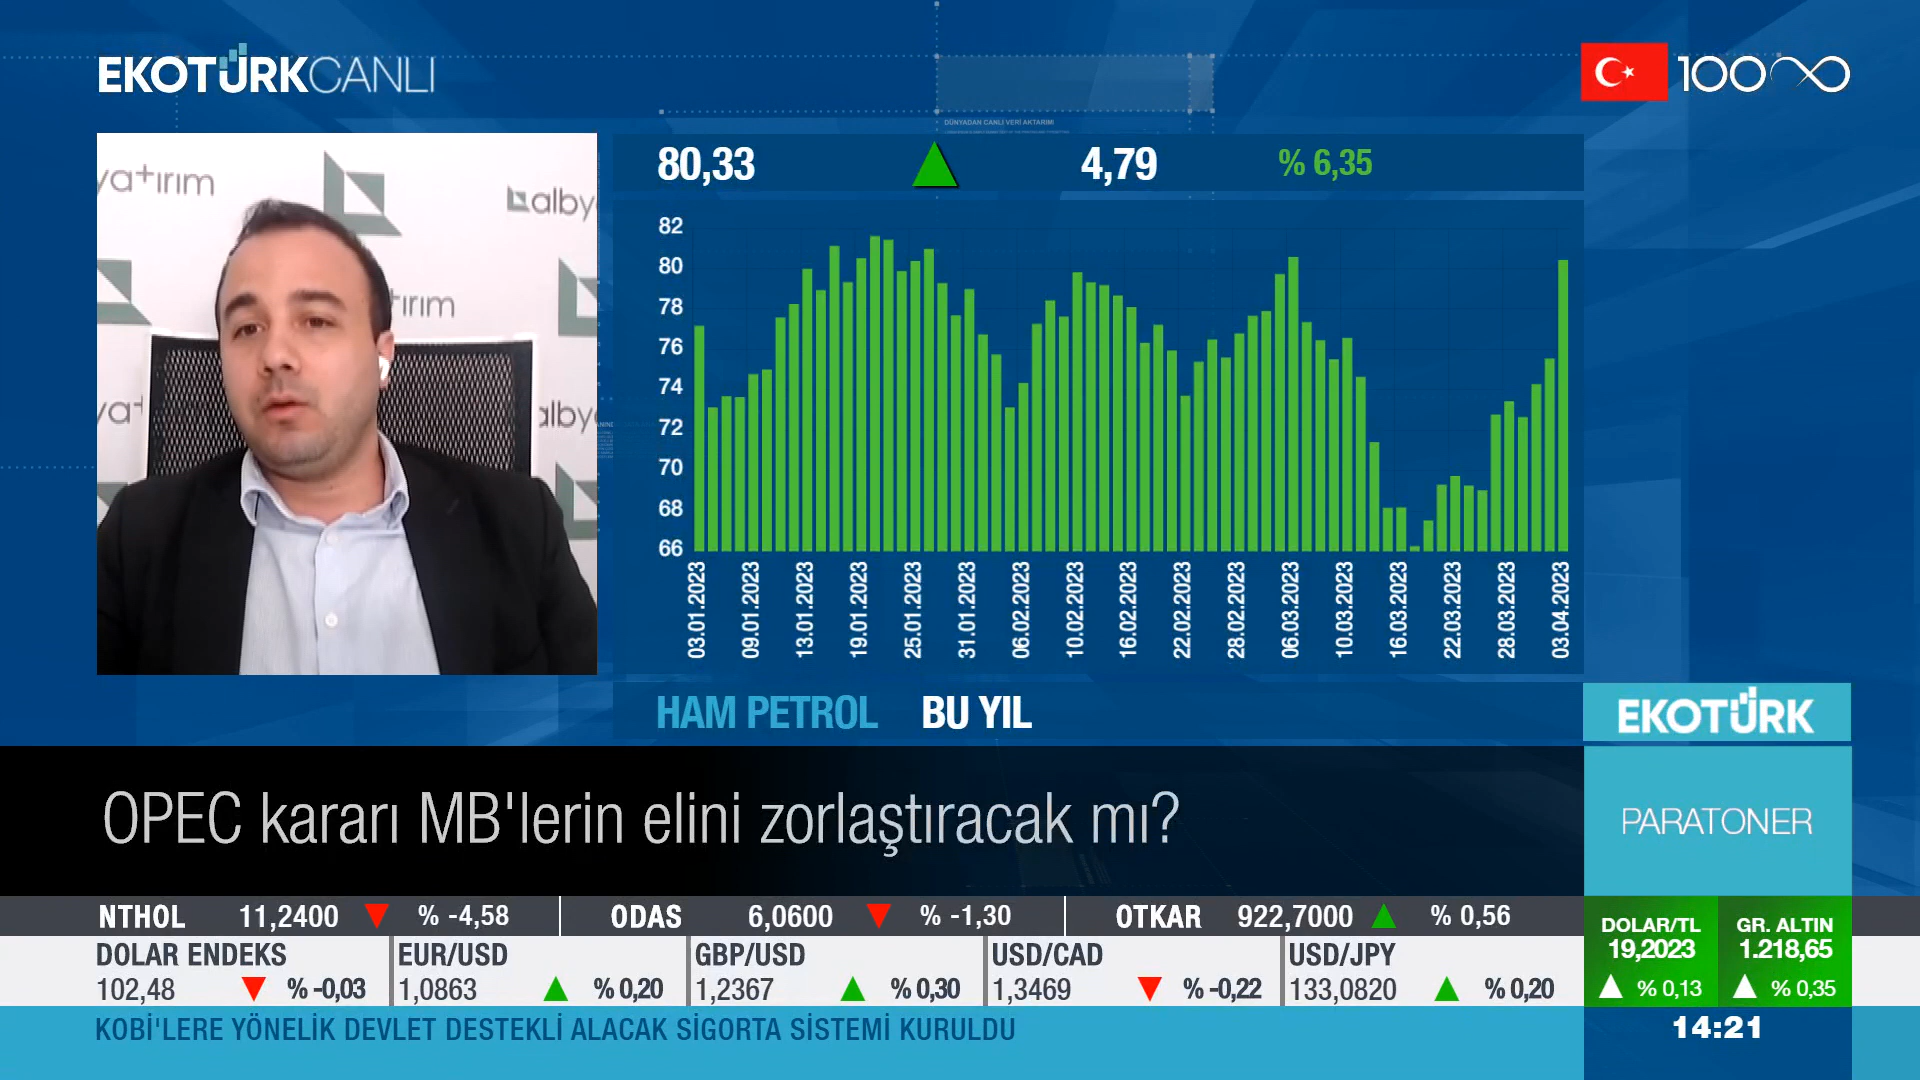 EKOTÜRKCANLI
100
DÜNYADAN CANLI VERİ AKTARIMI
yatırım
albya
tırım
ya
alby
80,33 4,79 % 6,35
82
80
78
76
74
72
70
68
66
03.01.2023 09.01.2023 13.01.2023 19.01.2023 25.01.2023 31.01.2023 06.02.2023 10.02.2023 16.02.2023 22.02.2023 28.02.2023 06.03.2023 10.03.2023 16.03.2023 22.03.2023 28.03.2023 03.04.2023
HAM PETROL BU YIL
EKOTÜRK
OPEC kararı MB'lerin elini zorlaştıracak mı?
PARATONER
NTHOL 11,2400 % -4,58 ODAS 6,0600 % -1,30 OTKAR 922,7000 % 0,56
DOLAR ENDEKS EUR/USD GBP/USD USD/CAD USD/JPY
102,48 % -0,03 1,0863 % 0,20 1,2367 % 0,30 1,3469 % -0,22 133,0820 % 0,20
DOLAR/TL GR. ALTIN
19,2023 1.218,65
% 0,13 % 0,35
KOBİ'LERE YÖNELİK DEVLET DESTEKLİ ALACAK SİGORTA SİSTEMİ KURULDU
14:21